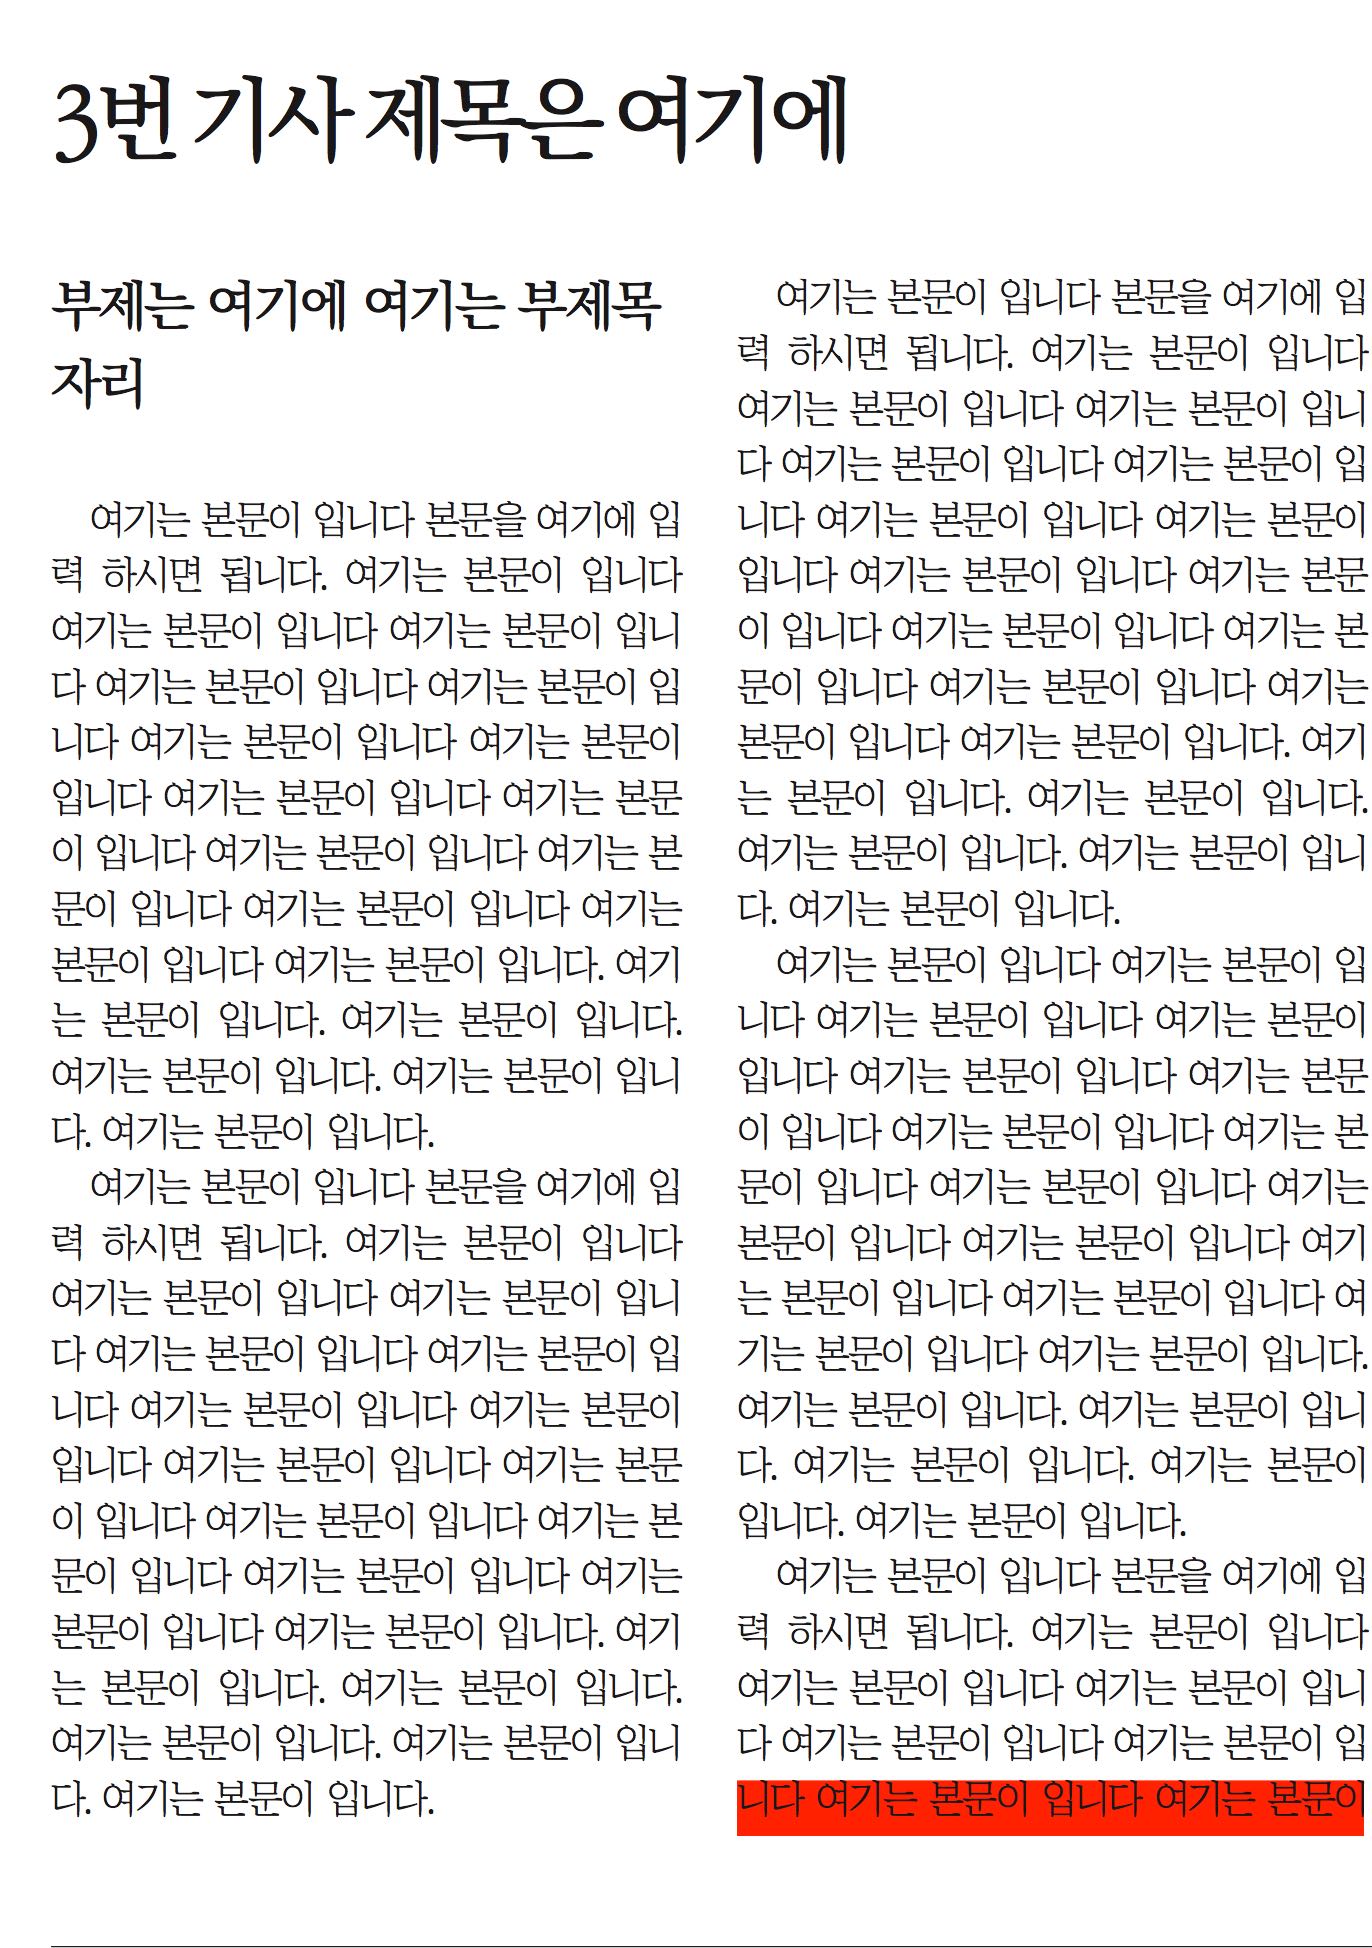 3번 기사 제목은 여기에
부제는 여기에 여기는 부제목
자리
여기는 본문이 입니다 본문을 여기에 입
력 하시면 됩니다. 여기는 본문이 입니다
여기는 본문이 입니다 여기는 본문이 입니
다 여기는 본문이 입니다 여기는 본문이 입
니다 여기는 본문이 입니다 여기는 본문이
입니다 여기는 본문이 입니다 여기는 본문
이 입니다 여기는 본문이 입니다 여기는 본
문이 입니다 여기는 본문이 입니다 여기는
본문이 입니다 여기는 본문이 입니다. 여기
는 본문이 입니다. 여기는 본문이 입니다.
여기는 본문이 입니다. 여기는 본문이 입니
다. 여기는 본문이 입니다.
여기는 본문이 입니다 본문을 여기에 입
력 하시면 됩니다. 여기는 본문이 입니다
여기는 본문이 입니다 여기는 본문이 입니
다 여기는 본문이 입니다 여기는 본문이 입
니다 여기는 본문이 입니다 여기는 본문이
입니다 여기는 본문이 입니다 여기는 본문
이 입니다 여기는 본문이 입니다 여기는 본
문이 입니다 여기는 본문이 입니다 여기는
본문이 입니다 여기는 본문이 입니다. 여기
는 본문이 입니다. 여기는 본문이 입니다.
여기는 본문이 입니다. 여기는 본문이 입니
다. 여기는 본문이 입니다.
여기는 본문이 입니다 본문을 여기에 입
력 하시면 됩니다. 여기는 본문이 입니다
여기는 본문이 입니다 여기는 본문이 입니
다 여기는 본문이 입니다 여기는 본문이 입
니다 여기는 본문이 입니다 여기는 본문이
입니다 여기는 본문이 입니다 여기는 본문
이 입니다 여기는 본문이 입니다 여기는 본
문이 입니다 여기는 본문이 입니다 여기는
본문이 입니다 여기는 본문이 입니다. 여기
는 본문이 입니다. 여기는 본문이 입니다.
여기는 본문이 입니다. 여기는 본문이 입니
다. 여기는 본문이 입니다.
여기는 본문이 입니다 여기는 본문이 입
니다 여기는 본문이 입니다 여기는 본문이
입니다 여기는 본문이 입니다 여기는 본문
이 입니다 여기는 본문이 입니다 여기는 본
문이 입니다 여기는 본문이 입니다 여기는
본문이 입니다 여기는 본문이 입니다 여기
는 본문이 입니다 여기는 본문이 입니다 여
기는 본문이 입니다 여기는 본문이 입니다.
여기는 본문이 입니다. 여기는 본문이 입니
다. 여기는 본문이 입니다. 여기는 본문이
입니다. 여기는 본문이 입니다.
여기는 본문이 입니다 본문을 여기에 입
력 하시면 됩니다. 여기는 본문이 입니다
여기는 본문이 입니다 여기는 본문이 입니
다 여기는 본문이 입니다 여기는 본문이 입
니다 여기는 본문이 입니다 여기는 본문이